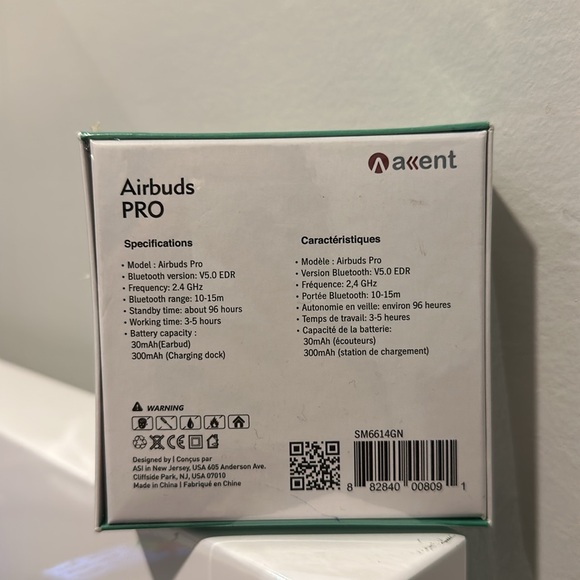 akent
Airbuds
PRO
Specifications
• Model : Airbuds Pro
• Bluetooth version: V5.0 EDR
• Frequency: 2.4 GHz
• Bluetooth range: 10-15m
• Standby time: about 96 hours
• Working time: 3-5 hours
• Battery capacity :
30mAh(Earbud)
300mAh (Charging dock)
Caractéristiques
• Modèle : Airbuds Pro
• Version Bluetooth: V5.0 EDR
• Fréquence: 2,4 GHz
• Portée Bluetooth: 10-15m
• Autonomie en veille: environ 96 heures
• Temps de travail: 3-5 heures
• Capacité de la batterie:
30mAh (écouteurs)
300mAh (station de chargement)
WARNING
CE
Designed by | Conçus par
ASI in New Jersey, USA 605 Anderson Ave.
Cliffside Park, NJ, USA 07010
Made in China | Fabriqué en Chine
SM6614GN
8 82840 00809 1